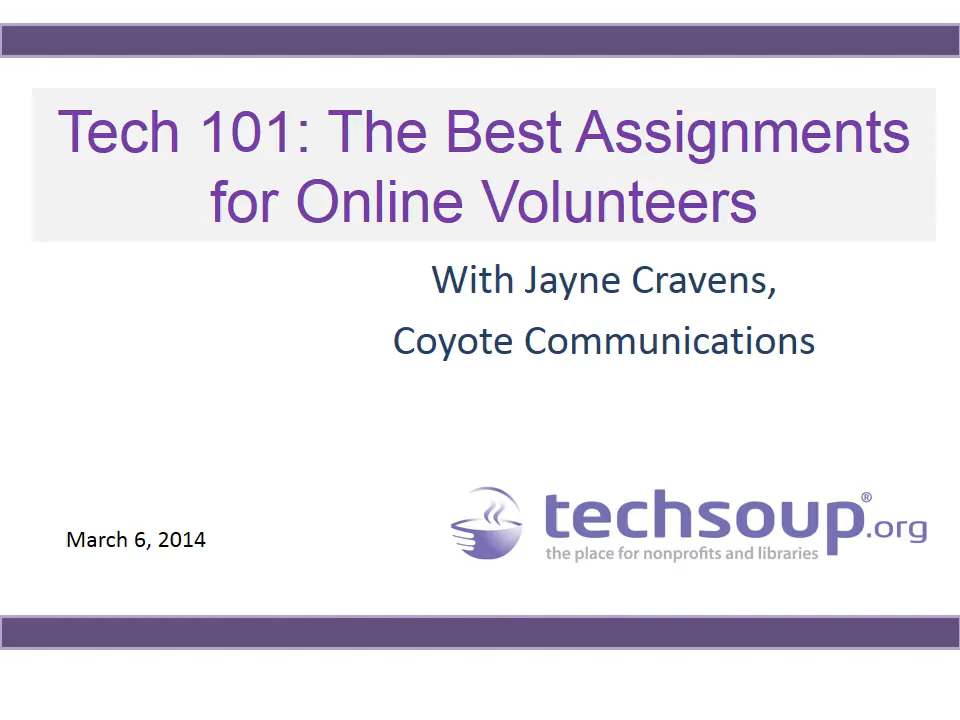 Tech 101: The Best Assignments
for Online Volunteers
With Jayne Cravens,
Coyote Communications
March 6, 2014
techsoup®.org
the place for nonprofits and libraries